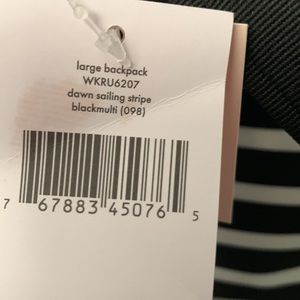 large backpack
WKRU6207
dawn sailing stripe
blackmulti (098)
7 67883 45076 5